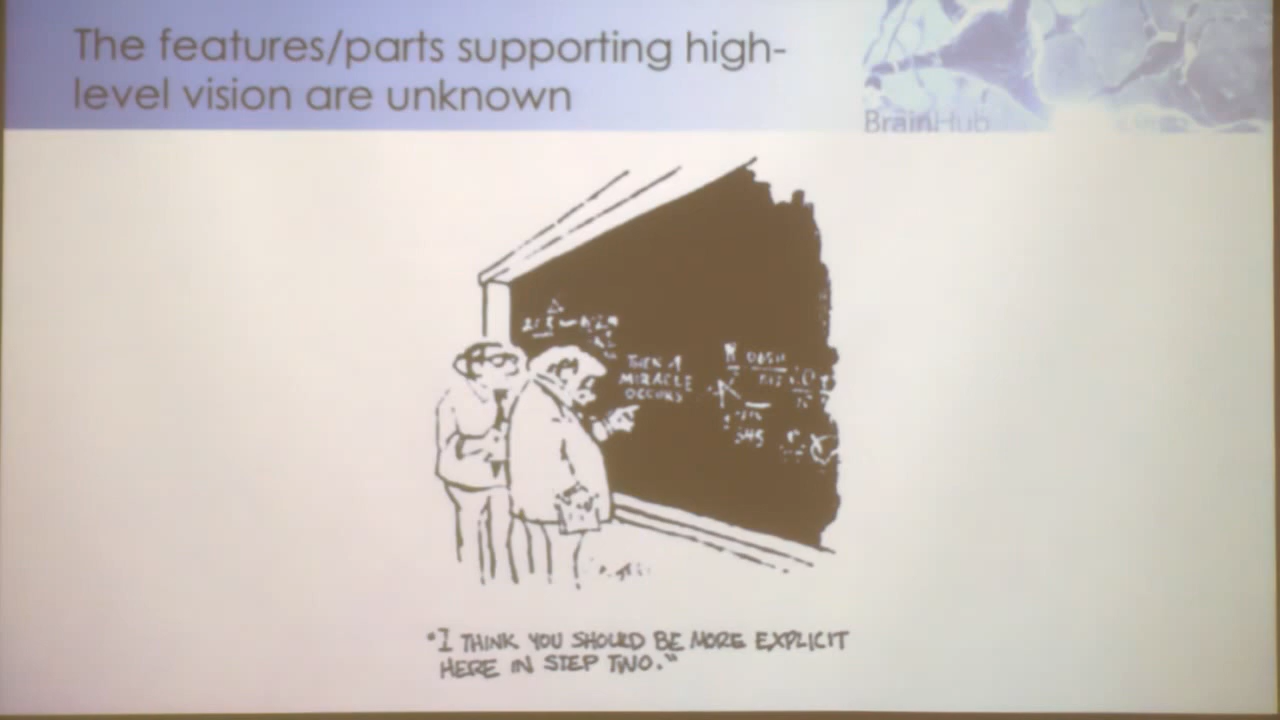 The features/parts supporting high-
level vision are unknown
BrainHub
THEN A
MIRACLE
OCCURS
"I THINK YOU SHOULD BE MORE EXPLICIT
HERE IN STEP TWO."